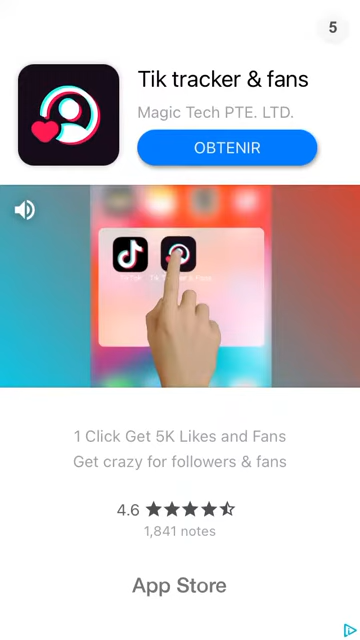 5
Tik tracker & fans
Magic Tech PTE. LTD.
OBTENIR
1 Click Get 5K Likes and Fans
Get crazy for followers & fans
4.6
1,841 notes
App Store